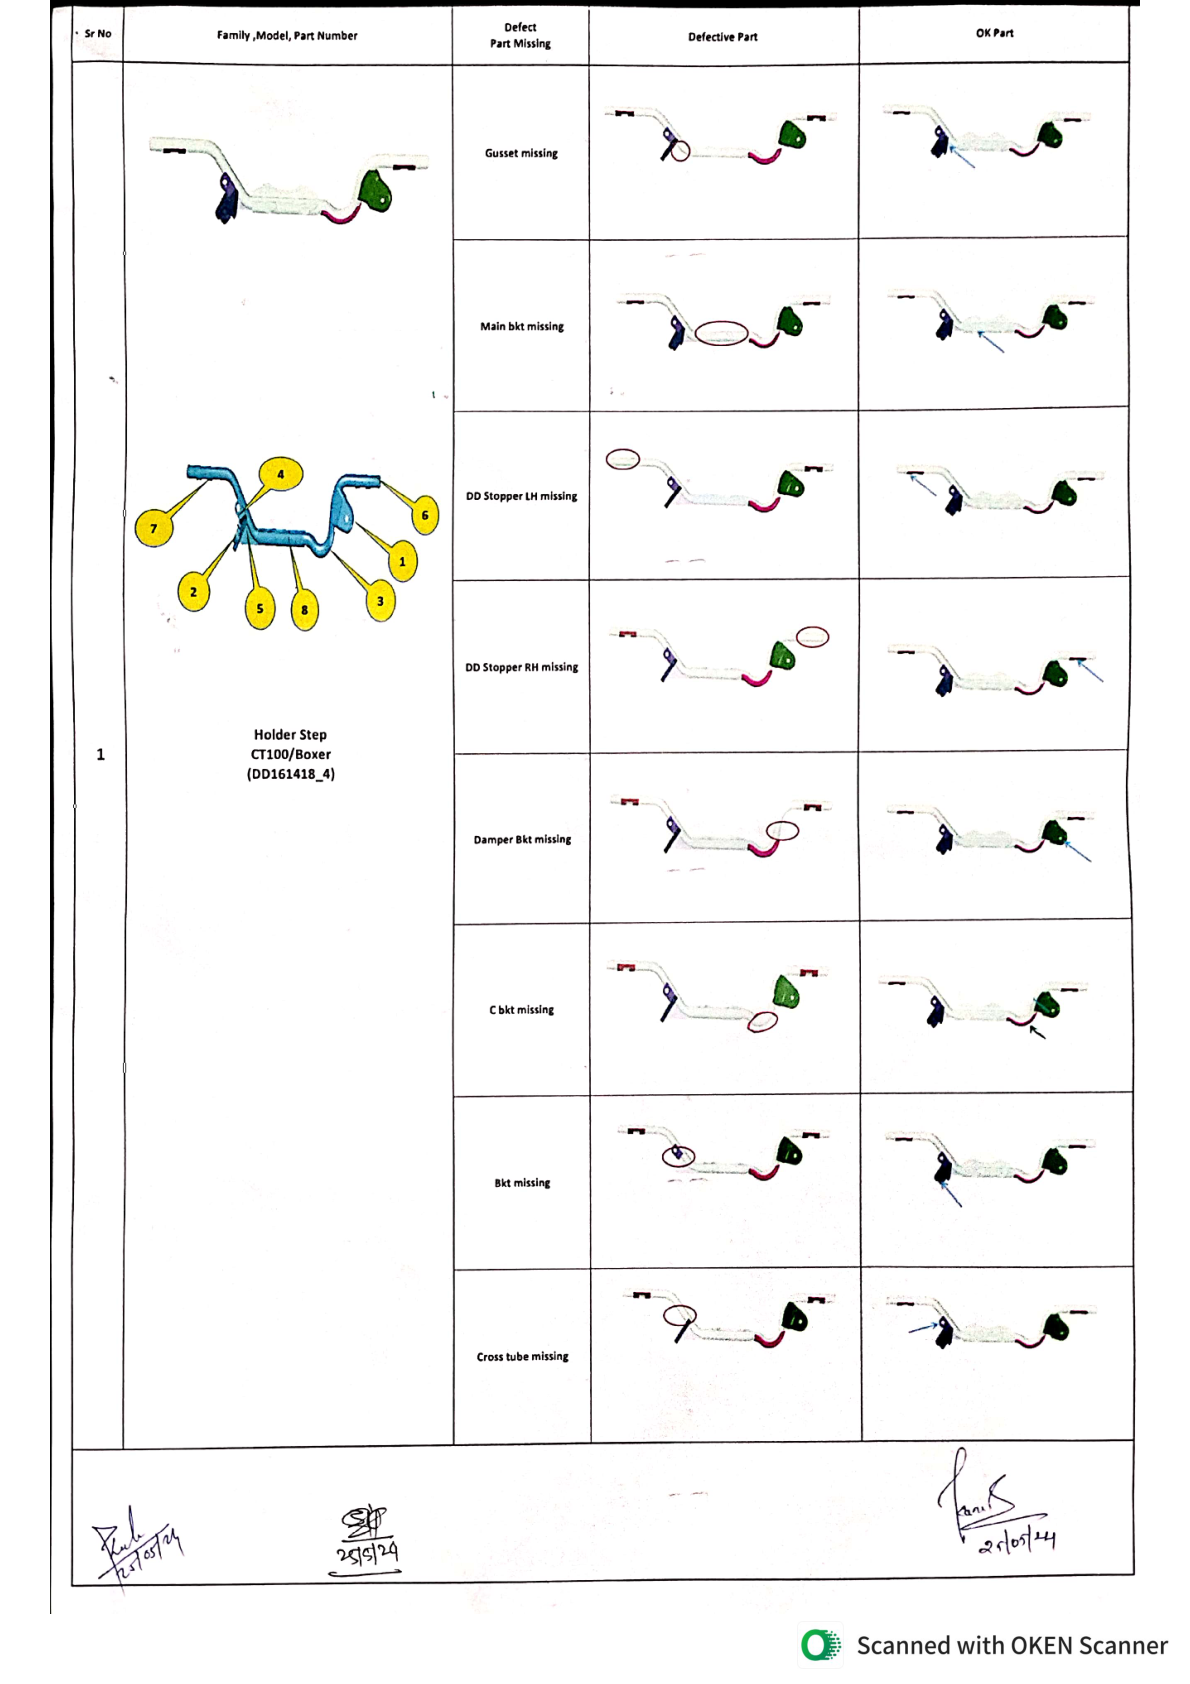 Sr No
Family ,Model, Part Number
Defect
Part Missing
Defective Part
OK Part
1
4
7
6
1
2
5
8
3
Holder Step
CT100/Boxer
(DD161418_4)
Gusset missing
Main bkt missing
DD Stopper LH missing
DD Stopper RH missing
Damper Bkt missing
C bkt missing
Bkt missing
Cross tube missing
25/05/24
25/5/24
25/05/24
Scanned with OKEN Scanner